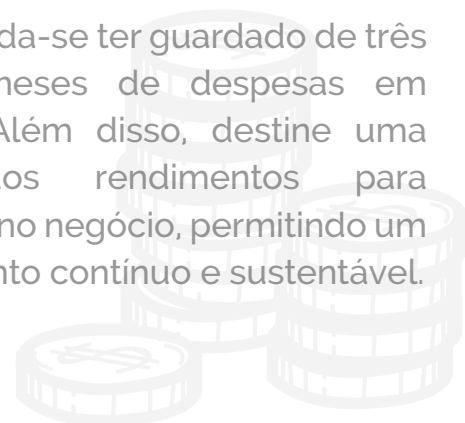 da-se ter guardado de três
meses de despesas em
Além disso, destine uma
os rendimentos para
no negócio, permitindo um
nto contínuo e sustentável.